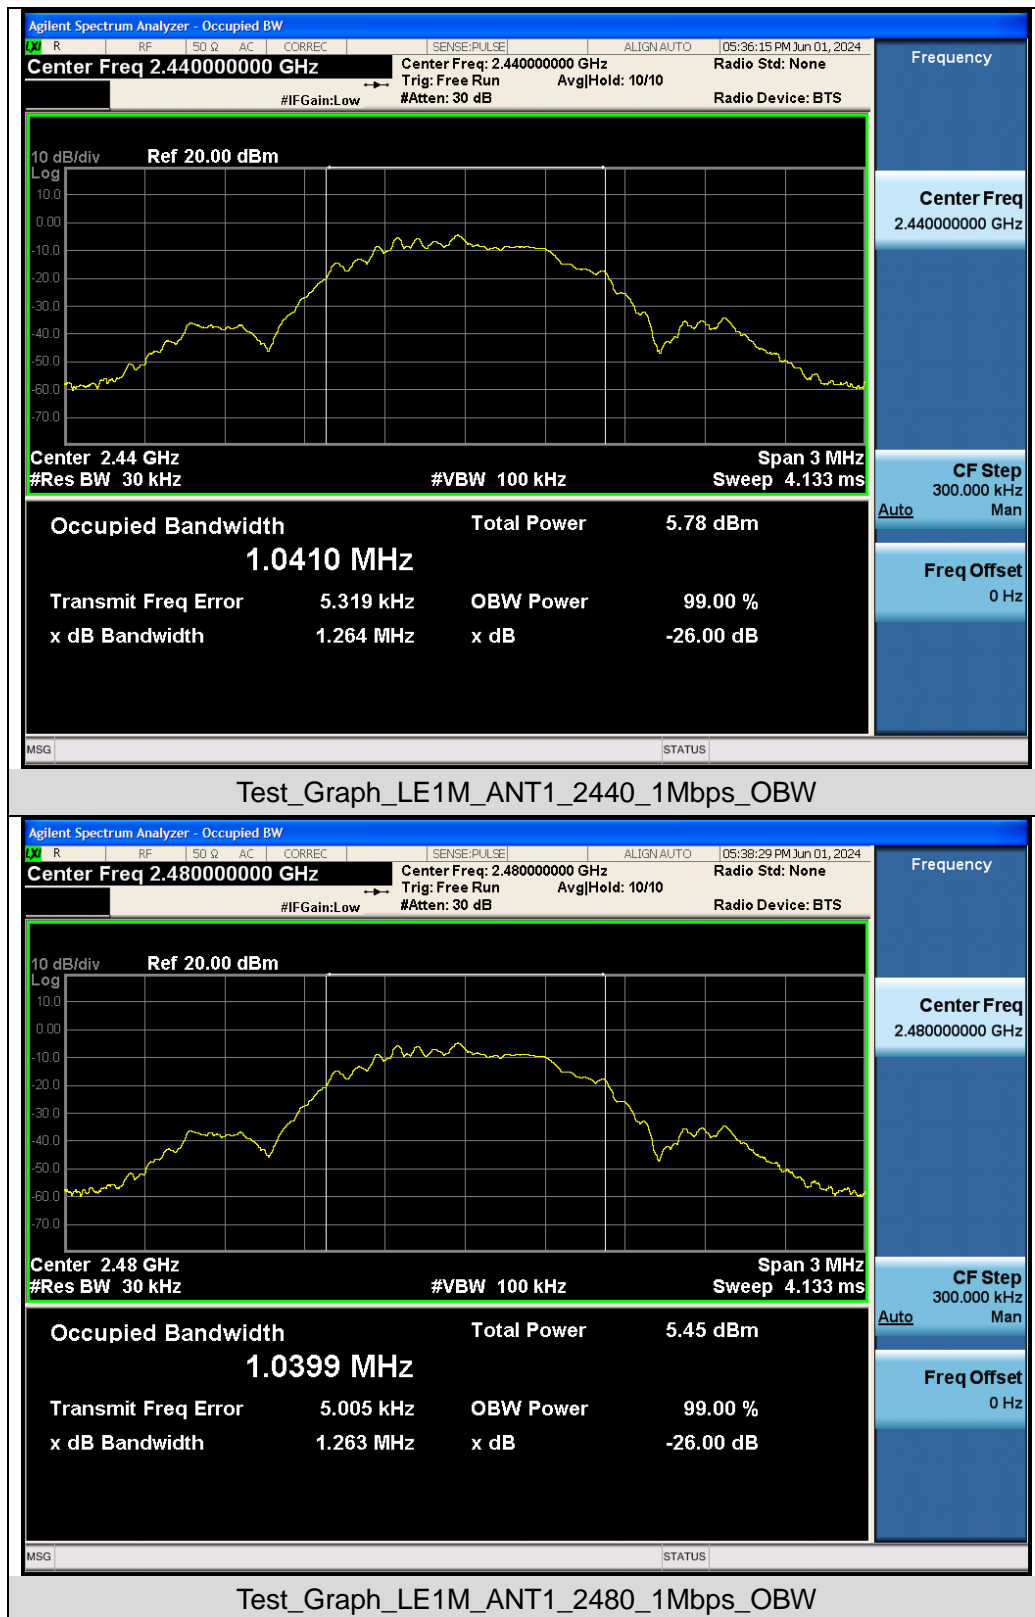 Agilent Spectrum Analyzer - Occupied BW
LXI R RF 50 Ω AC CORREC SENSE:PULSE ALIGN AUTO 05:36:15 PM Jun 01, 2024
Center Freq 2.440000000 GHz
Center Freq: 2.440000000 GHz
Radio Std: None
Trig: Free Run Avg|Hold: 10/10
#IFGain:Low
#Atten: 30 dB
Radio Device: BTS
Frequency
10 dB/div Ref 20.00 dBm
Log
10.0
0.00
-10.0
-20.0
-30.0
-40.0
-50.0
-60.0
-70.0
Center 2.44 GHz Span 3 MHz
#Res BW 30 kHz #VBW 100 kHz Sweep 4.133 ms
Center Freq
2.440000000 GHz
CF Step
300.000 kHz
Auto Man
Freq Offset
0 Hz
Occupied Bandwidth Total Power 5.78 dBm
1.0410 MHz
Transmit Freq Error 5.319 kHz OBW Power 99.00 %
x dB Bandwidth 1.264 MHz x dB -26.00 dB
MSG STATUS
Test_Graph_LE1M_ANT1_2440_1Mbps_OBW
Agilent Spectrum Analyzer - Occupied BW
LXI R RF 50 Ω AC CORREC SENSE:PULSE ALIGN AUTO 05:38:29 PM Jun 01, 2024
Center Freq 2.480000000 GHz
Center Freq: 2.480000000 GHz
Radio Std: None
Trig: Free Run Avg|Hold: 10/10
#IFGain:Low
#Atten: 30 dB
Radio Device: BTS
Frequency
10 dB/div Ref 20.00 dBm
Log
10.0
0.00
-10.0
-20.0
-30.0
-40.0
-50.0
-60.0
-70.0
Center 2.48 GHz Span 3 MHz
#Res BW 30 kHz #VBW 100 kHz Sweep 4.133 ms
Center Freq
2.480000000 GHz
CF Step
300.000 kHz
Auto Man
Freq Offset
0 Hz
Occupied Bandwidth Total Power 5.45 dBm
1.0399 MHz
Transmit Freq Error 5.005 kHz OBW Power 99.00 %
x dB Bandwidth 1.263 MHz x dB -26.00 dB
MSG STATUS
Test_Graph_LE1M_ANT1_2480_1Mbps_OBW